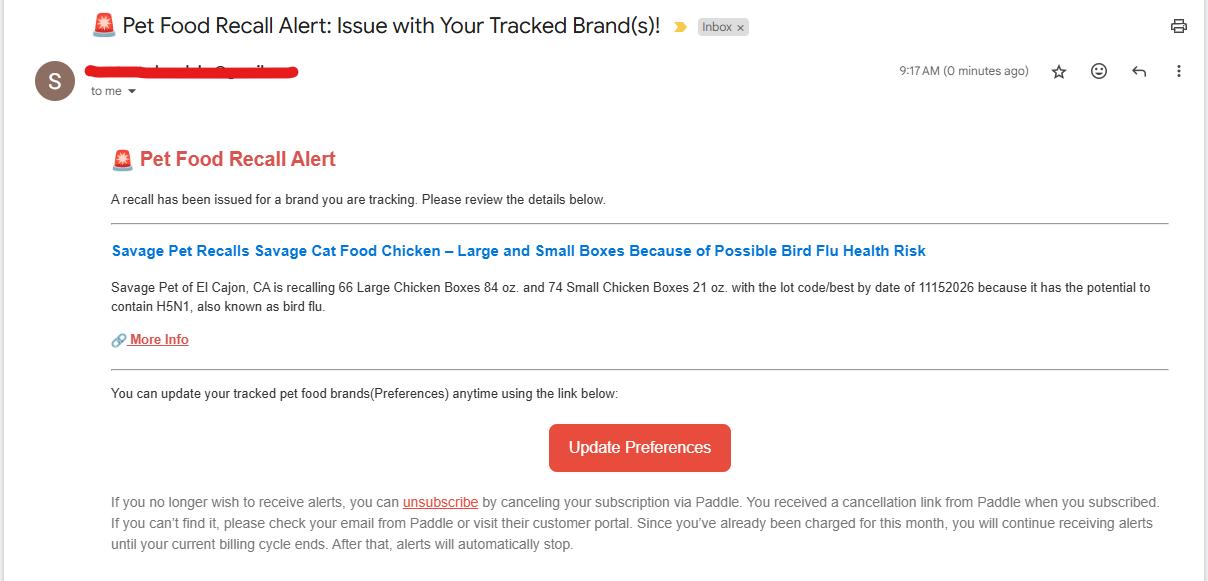 🚨 Pet Food Recall Alert: Issue with Your Tracked Brand(s)! Inbox ×
S
9:17 AM (0 minutes ago)
to me
🚨 Pet Food Recall Alert
A recall has been issued for a brand you are tracking. Please review the details below.
Savage Pet Recalls Savage Cat Food Chicken – Large and Small Boxes Because of Possible Bird Flu Health Risk
Savage Pet of El Cajon, CA is recalling 66 Large Chicken Boxes 84 oz. and 74 Small Chicken Boxes 21 oz. with the lot code/best by date of 11152026 because it has the potential to
contain H5N1, also known as bird flu.
🔗 More Info
You can update your tracked pet food brands(Preferences) anytime using the link below:
Update Preferences
If you no longer wish to receive alerts, you can unsubscribe by canceling your subscription via Paddle. You received a cancellation link from Paddle when you subscribed.
If you can't find it, please check your email from Paddle or visit their customer portal. Since you've already been charged for this month, you will continue receiving alerts
until your current billing cycle ends. After that, alerts will automatically stop.